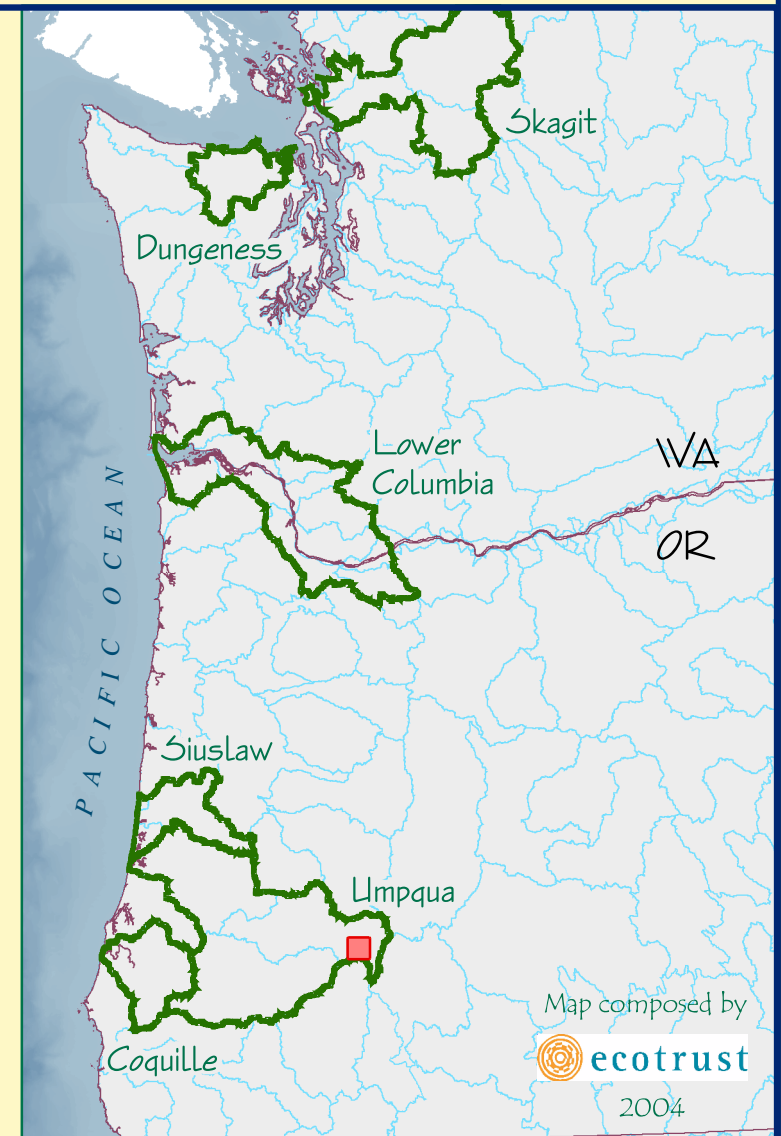 Skagit
Dungeness
Lower
Columbia
WA
OR
PACIFIC OCEAN
Siuslaw
Umpqua
Coquille
Map composed by
ecotrust
2004